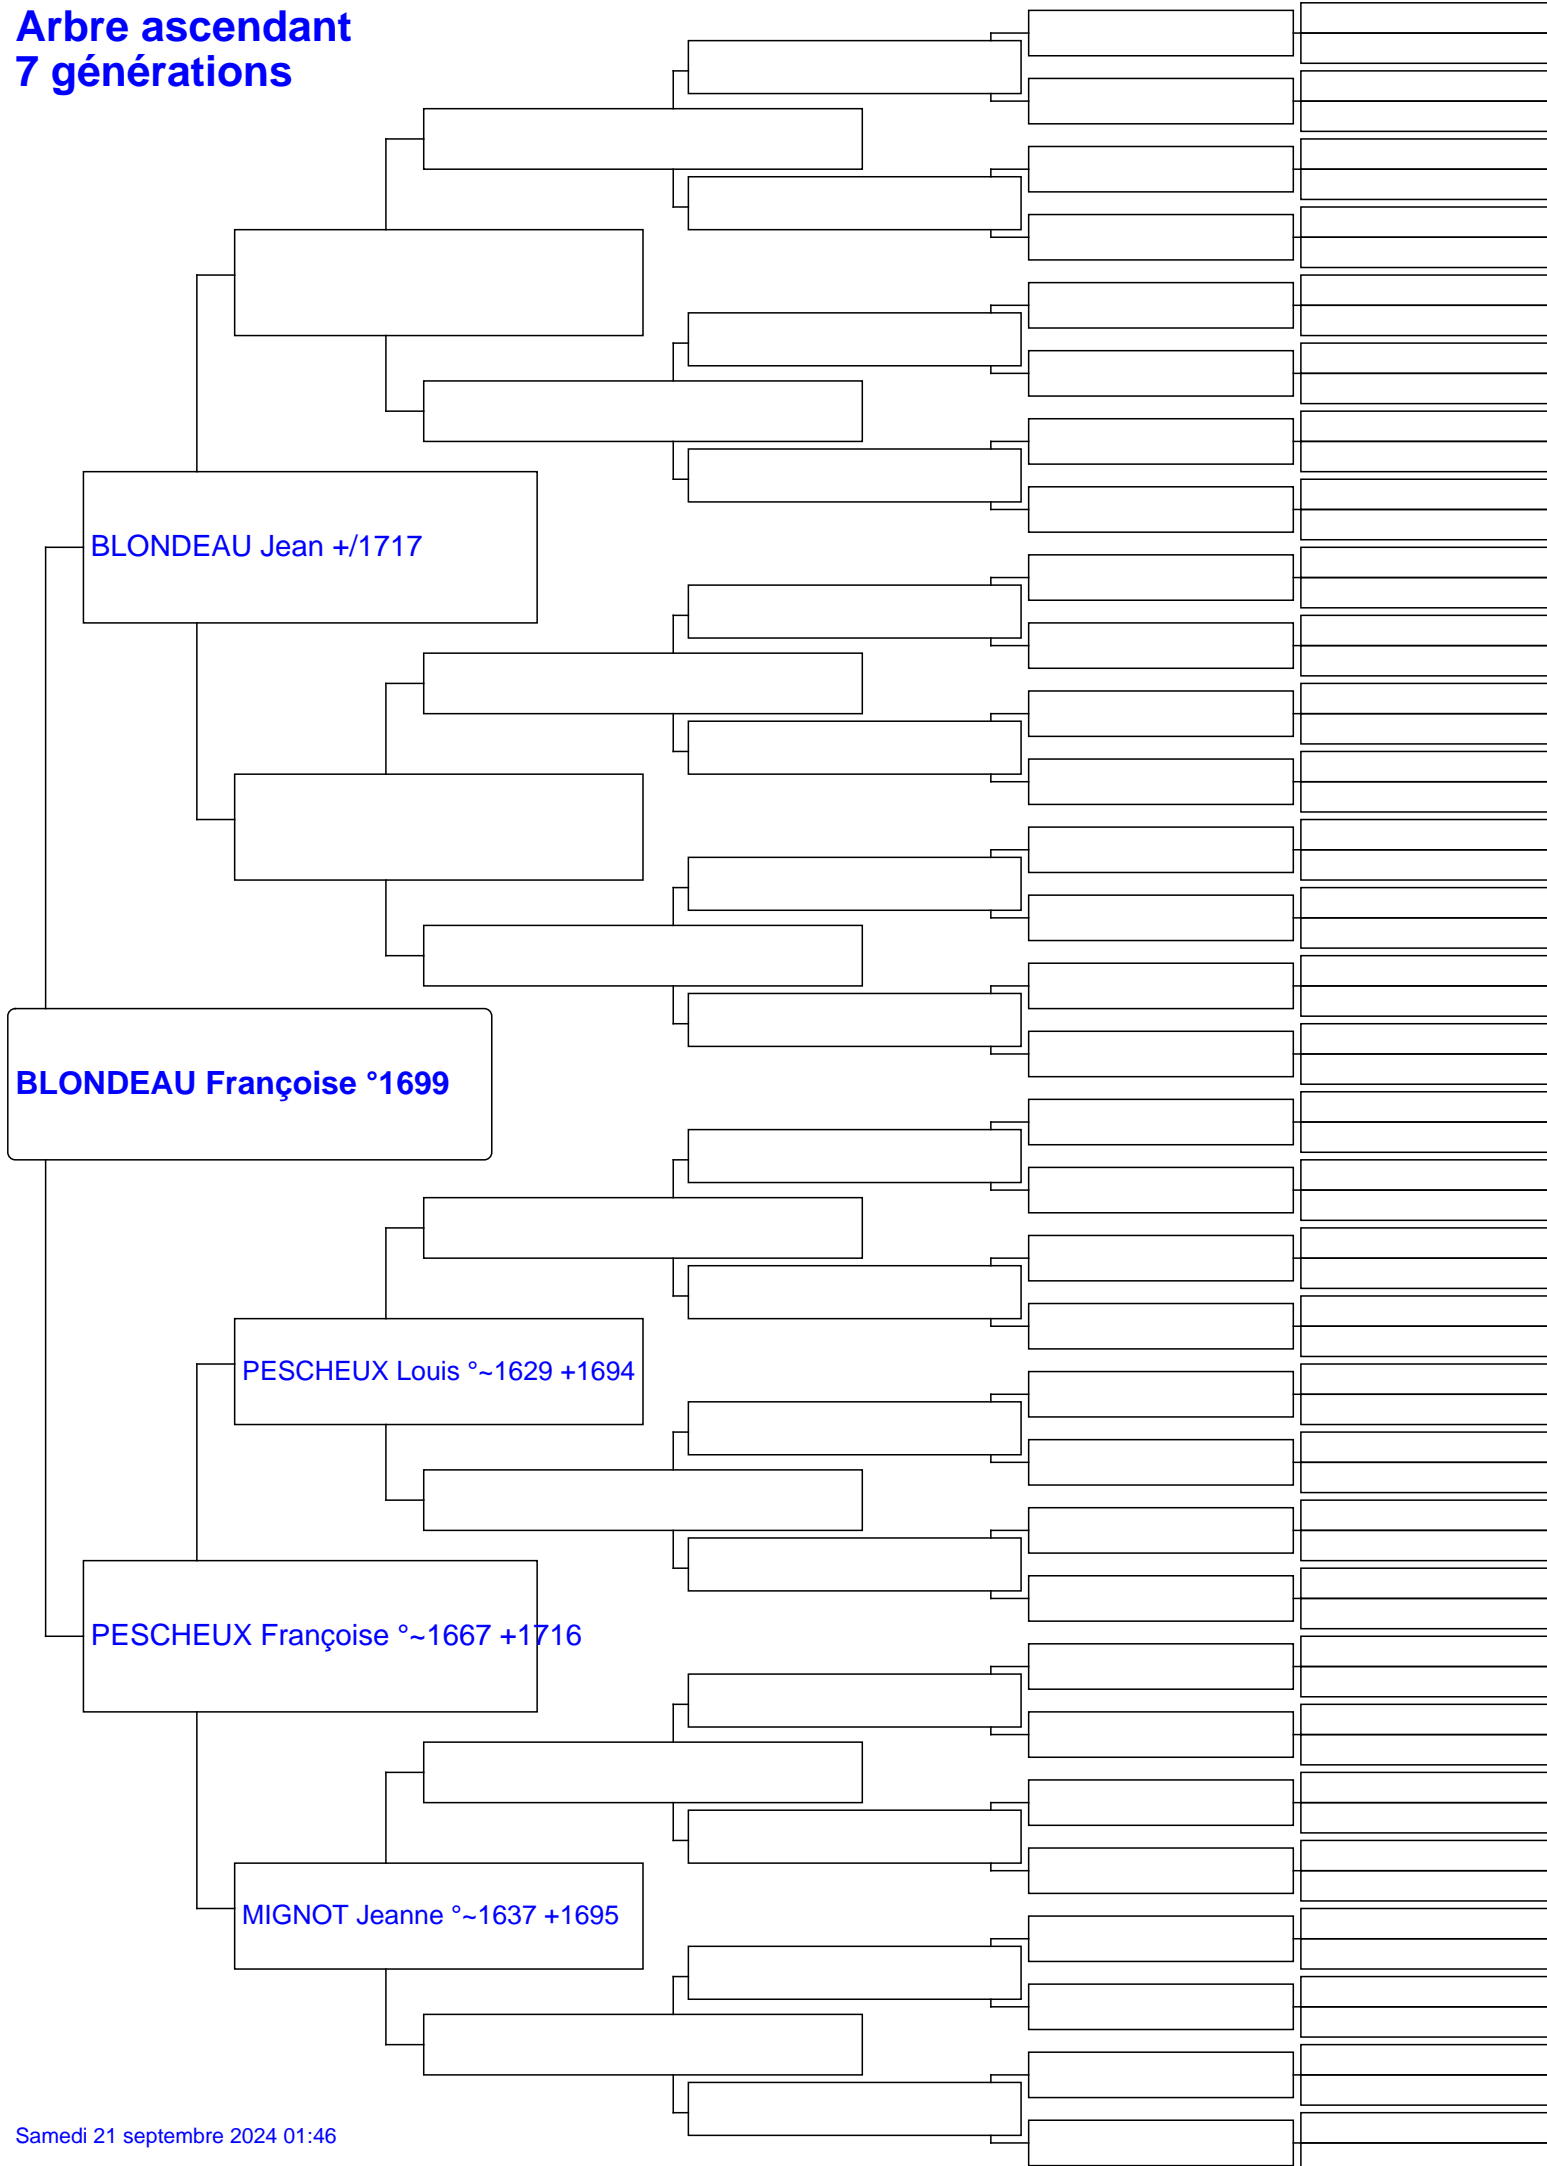 Arbre ascendant
7 générations
BLONDEAU Jean +/1717
BLONDEAU Françoise °1699
PESCHEUX Louis °~1629 +1694
PESCHEUX Françoise °~1667 +1716
MIGNOT Jeanne °~1637 +1695
Samedi 21 septembre 2024 01:46